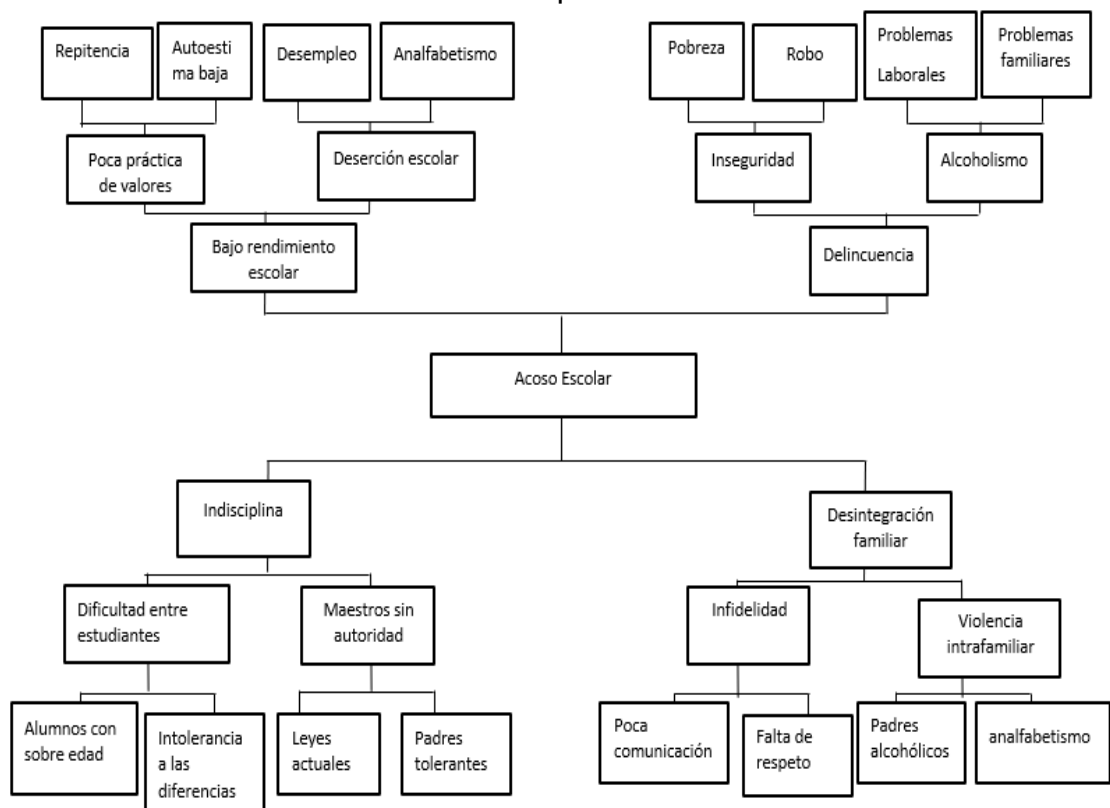 Repitencia
Autoesti
ma baja
Desempleo
Analfabetismo
Pobreza
Robo
Problemas
Laborales
Problemas
familiares
Poca práctica
de valores
Deserción escolar
Inseguridad
Alcoholismo
Bajo rendimiento
escolar
Delincuencia
Acoso Escolar
Indisciplina
Desintegración
familiar
Dificultad entre
estudiantes
Maestros sin
autoridad
Infidelidad
Violencia
intrafamiliar
Alumnos con
sobre edad
Intolerancia
a las
diferencias
Leyes
actuales
Padres
tolerantes
Poca
comunicación
Falta de
respeto
Padres
alcohólicos
analfabetismo